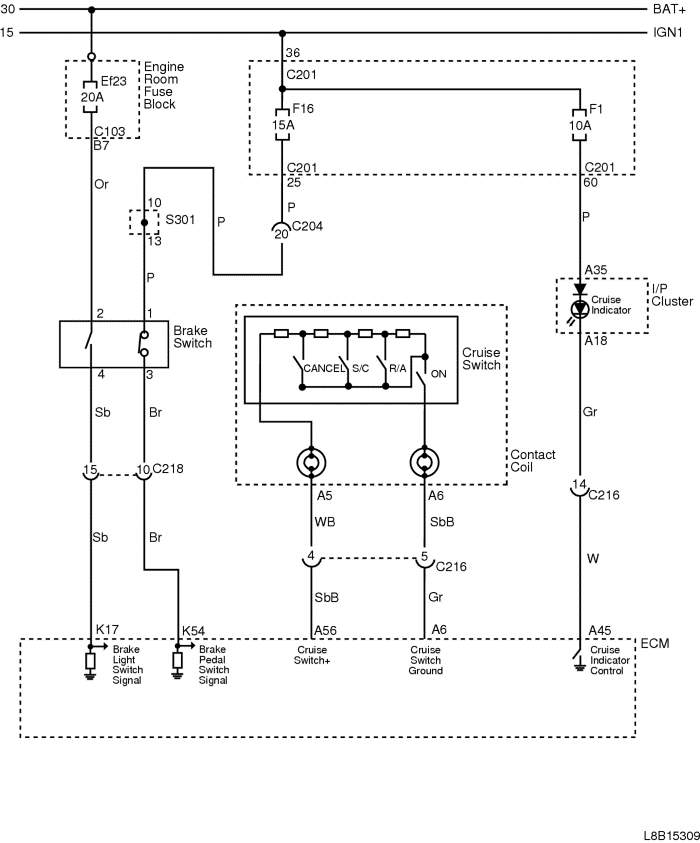 30
BAT+
15
IGN1
36
Engine
Room
Fuse
Block
C201
Ef23
20A
F16
15A
F1
10A
C103
B7
C201
25
C201
60
Or
10
S301
13
P
P
20
C204
P
P
A35
I/P
Cluster
Cruise
Indicator
A18
2
1
Brake
Switch
4
3
CANCEL
S/C
R/A
ON
Cruise
Switch
Sb
Br
Gr
15
10
C218
Contact
Coil
A5
A6
14
C216
WB
SbB
Sb
Br
4
5
C216
W
SbB
Gr
K17
K54
A56
A6
A45
ECM
Brake
Light
Switch
Signal
Brake
Pedal
Switch
Signal
Cruise
Switch+
Cruise
Switch
Ground
Cruise
Indicator
Control
L8B15309